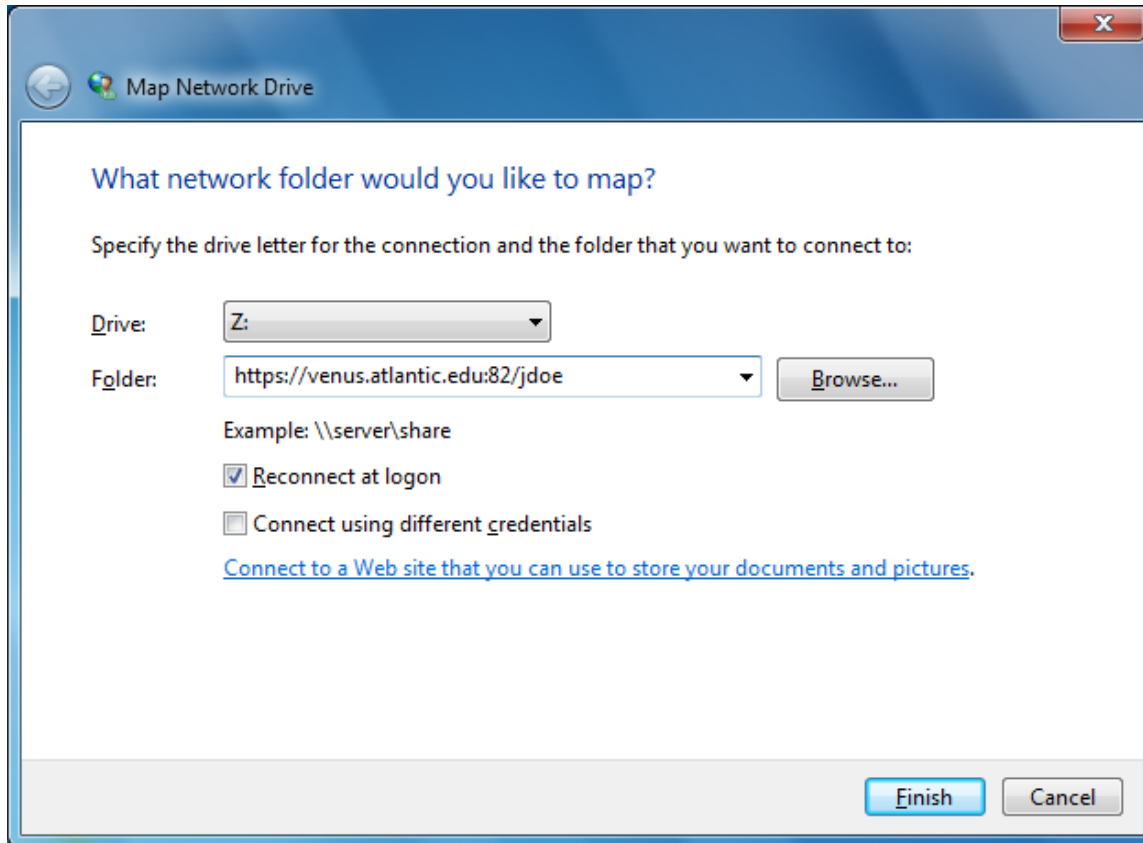 Map Network Drive
What network folder would you like to map?
Specify the drive letter for the connection and the folder that you want to connect to:
Drive: Z:
Folder: https://venus.atlantic.edu:82/jdoe Browse...
Example: \\server\share
Reconnect at logon
Connect using different credentials
Connect to a Web site that you can use to store your documents and pictures.
Finish Cancel